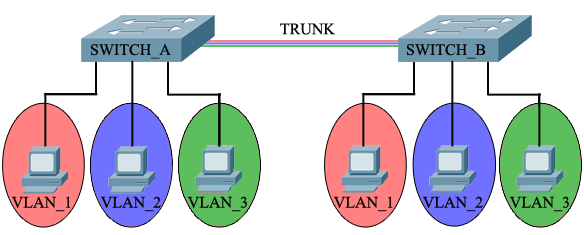 TRUNK
SWITCH_A
SWITCH_B
VLAN_1
VLAN_2
VLAN_3
VLAN_1
VLAN_2
VLAN_3